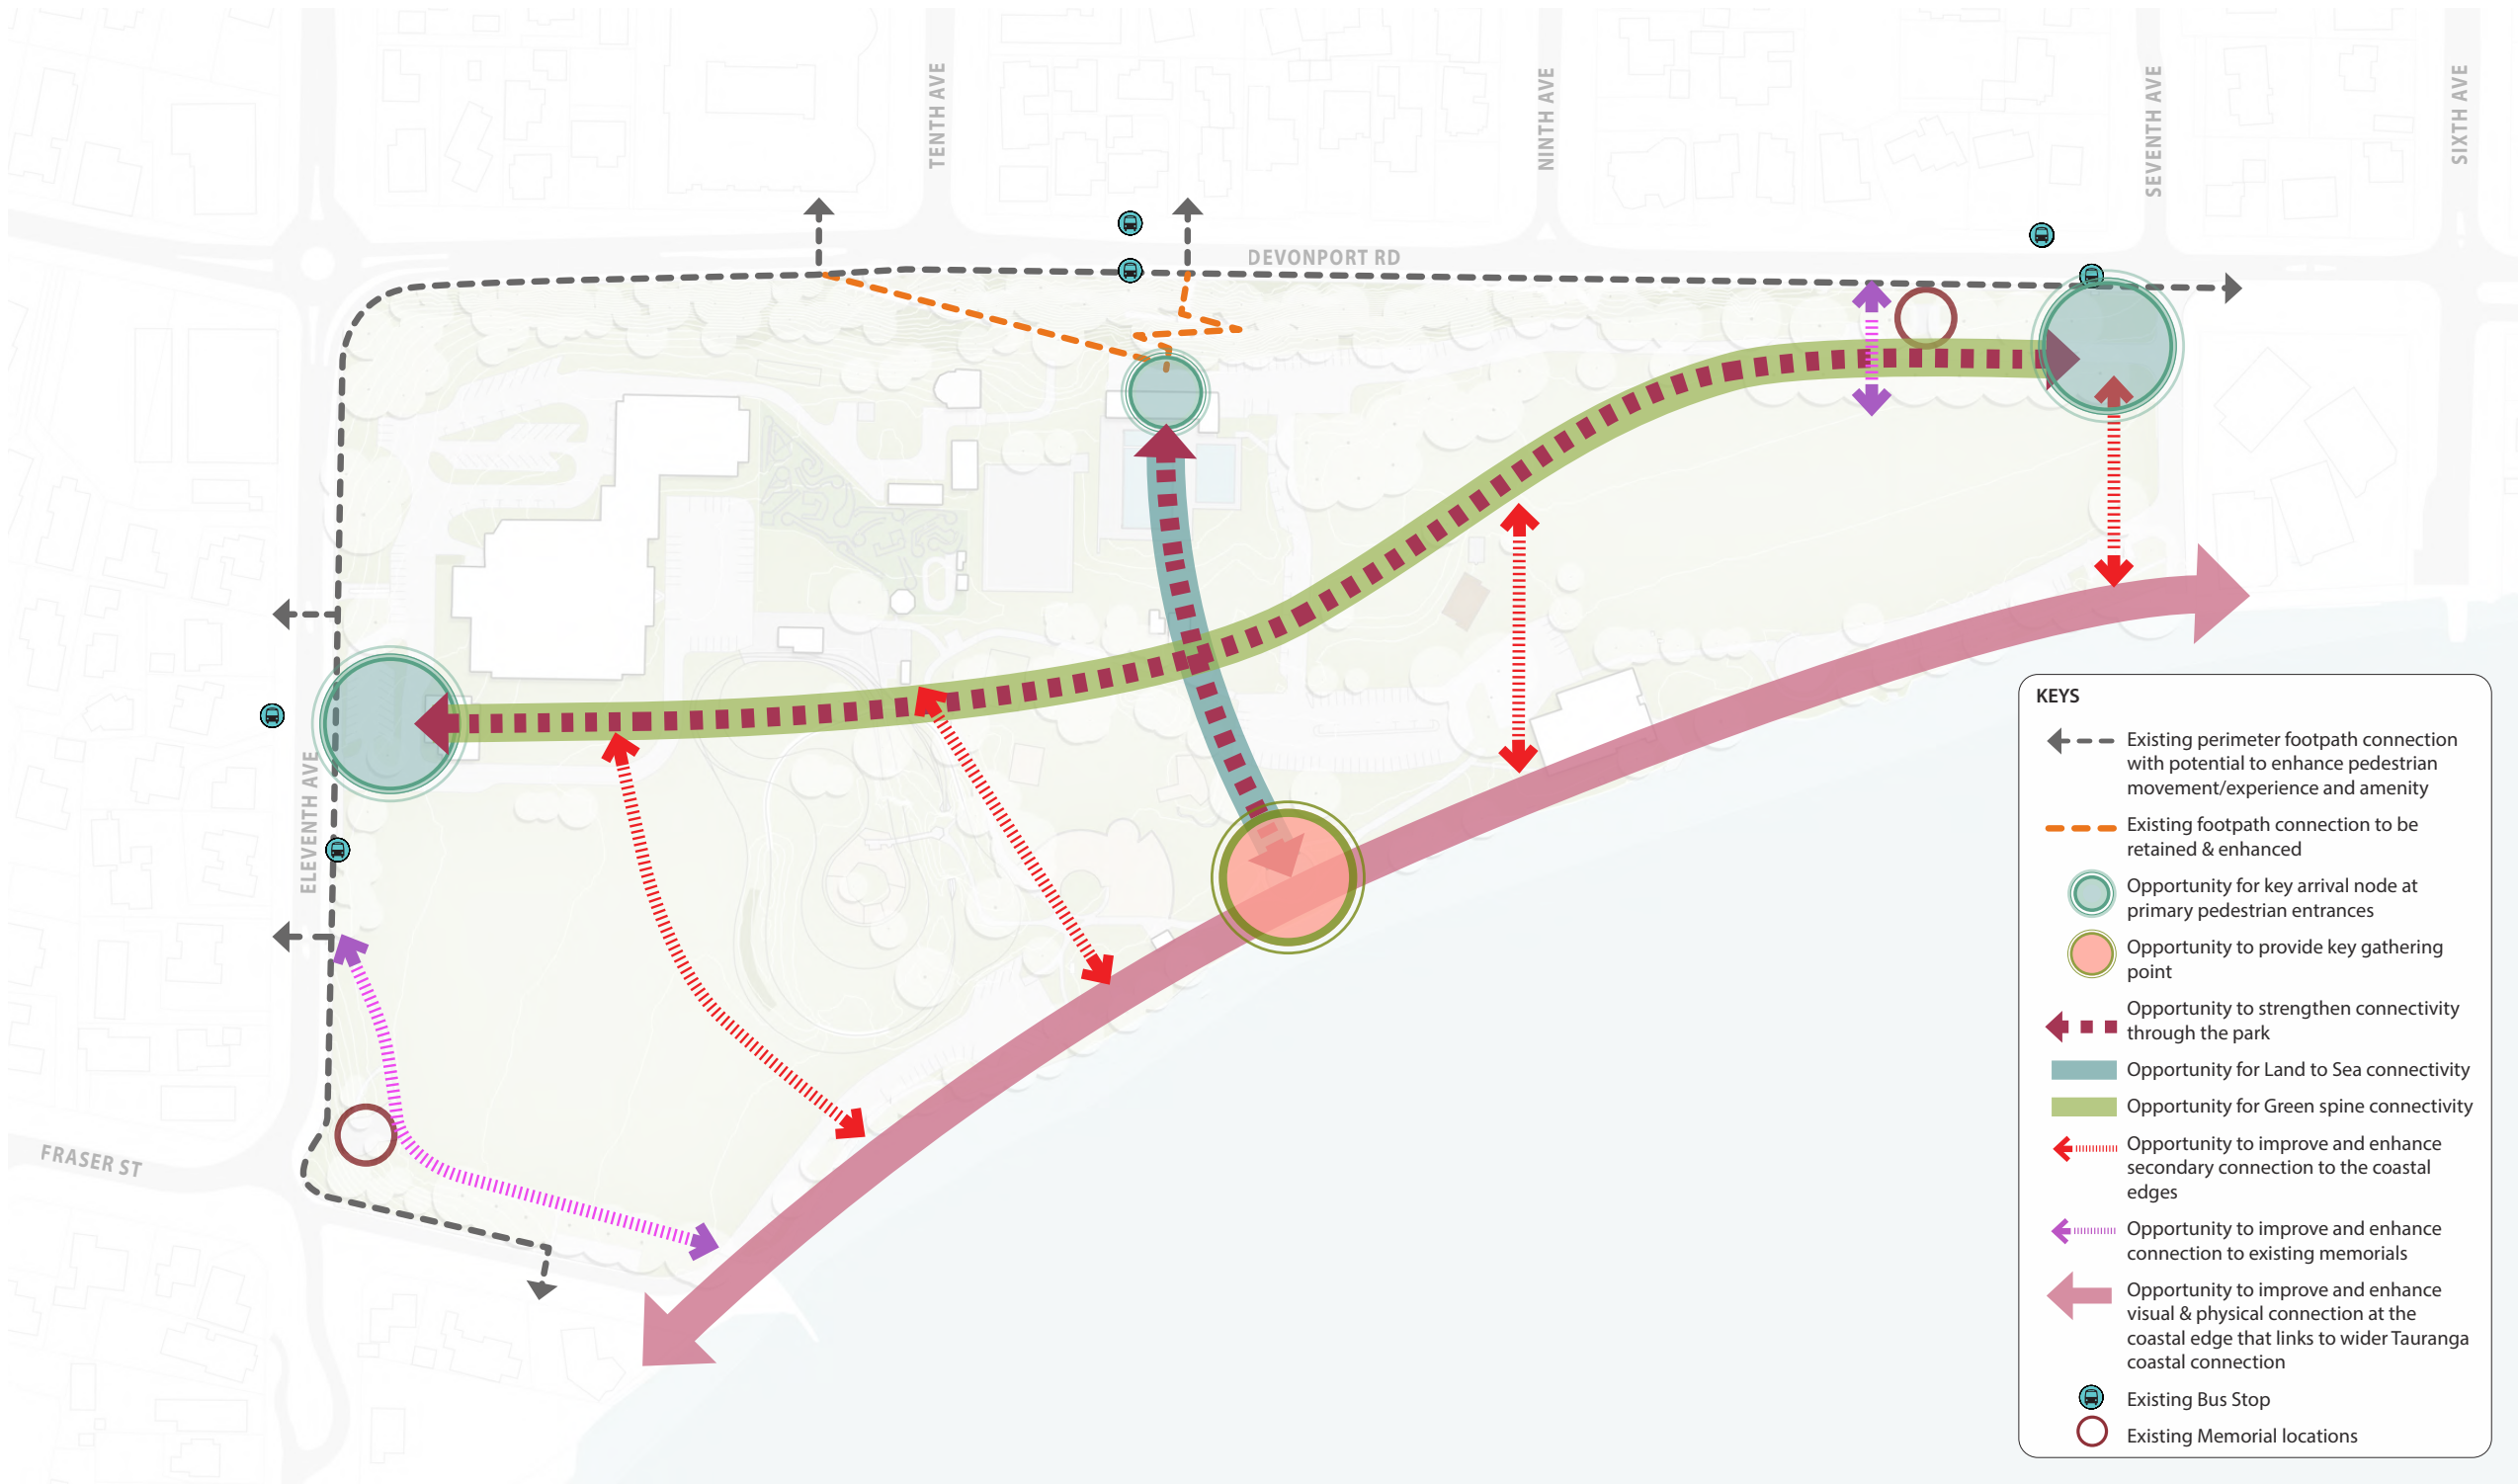 TENTH AVE
NINTH AVE
SEVENTH AVE
SIXTH AVE
DEVONPORT RD
ELEVENTH AVE
FRASER ST
KEYS
Existing perimeter footpath connection
with potential to enhance pedestrian
movement/experience and amenity
Existing footpath connection to be
retained & enhanced
Opportunity for key arrival node at
primary pedestrian entrances
Opportunity to provide key gathering
point
Opportunity to strengthen connectivity
through the park
Opportunity for Land to Sea connectivity
Opportunity for Green spine connectivity
Opportunity to improve and enhance
secondary connection to the coastal
edges
Opportunity to improve and enhance
connection to existing memorials
Opportunity to improve and enhance
visual & physical connection at the
coastal edge that links to wider Tauranga
coastal connection
Existing Bus Stop
Existing Memorial locations